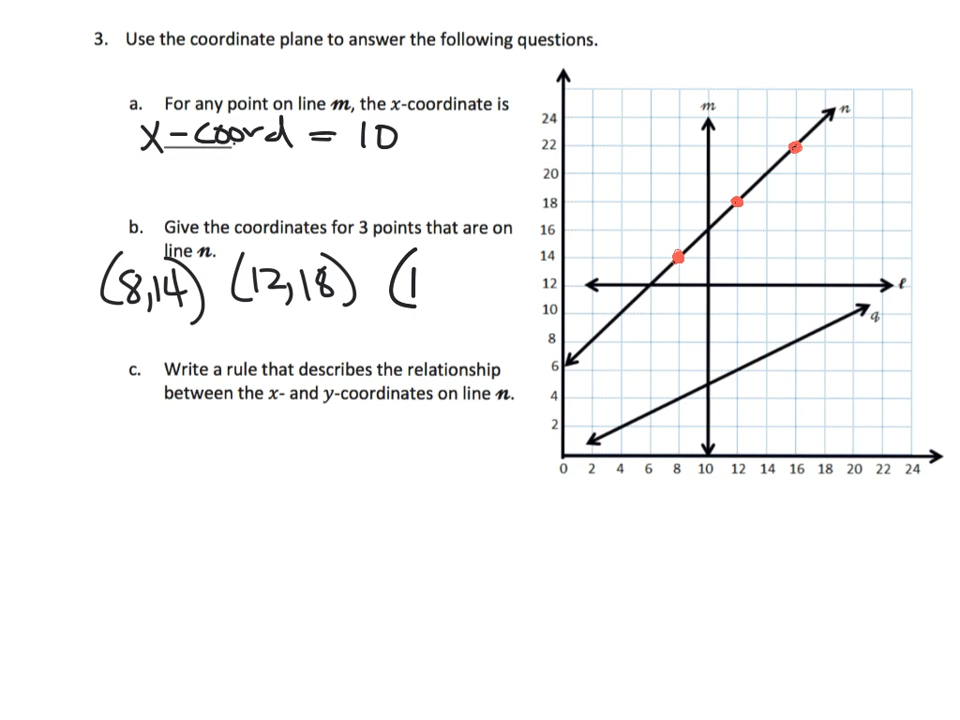 3. Use the coordinate plane to answer the following questions.
a. For any point on line m, the x-coordinate is
x-coord = 10
b. Give the coordinates for 3 points that are on
line n.
(8,14) (12,18) (1
c. Write a rule that describes the relationship
between the x- and y-coordinates on line n.
m
n
24
22
20
18
16
14
12
ℓ
10
q
8
6
4
2
0 2 4 6 8 10 12 14 16 18 20 22 24